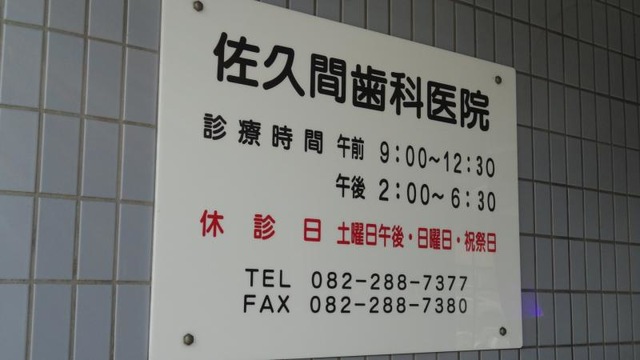 佐久間歯科医院
診療時間 午前 9:00~12:30
午後 2:00~6:30
休診日 土曜日午後・日曜日・祝祭日
TEL 082-288-7377
FAX 082-288-7380